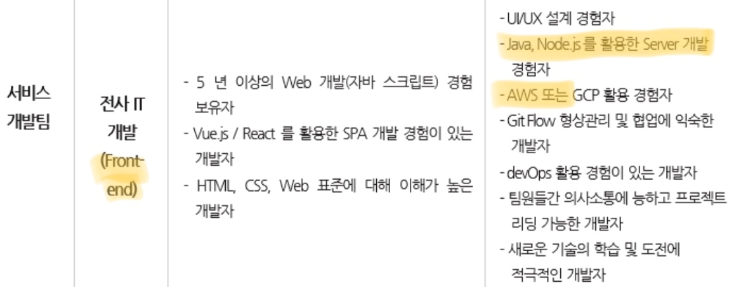 서비스
개발팀
전사 IT
개발
(Front-
end)
- 5 년 이상의 Web 개발(자바 스크립트) 경험
보유자
- Vue.js / React 를 활용한 SPA 개발 경험이 있는
개발자
- HTML, CSS, Web 표준에 대해 이해가 높은
개발자
- UI/UX 설계 경험자
- Java, Node.js 를 활용한 Server 개발
경험자
- AWS 또는 GCP 활용 경험자
- Git Flow 형상관리 및 협업에 익숙한
개발자
- devOps 활용 경험이 있는 개발자
- 팀원들간 의사소통에 능하고 프로젝트
리딩 가능한 개발자
- 새로운 기술의 학습 및 도전에
적극적인 개발자